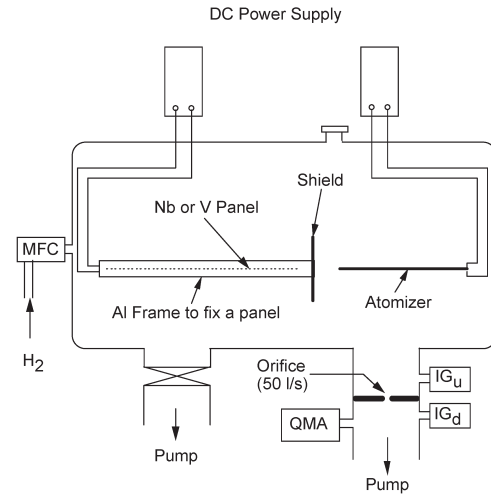 DC Power Supply
Shield
Nb or V Panel
MFC
Al Frame to fix a panel
Atomizer
H2
Orifice
(50 l/s)
IGu
QMA
IGd
Pump
Pump